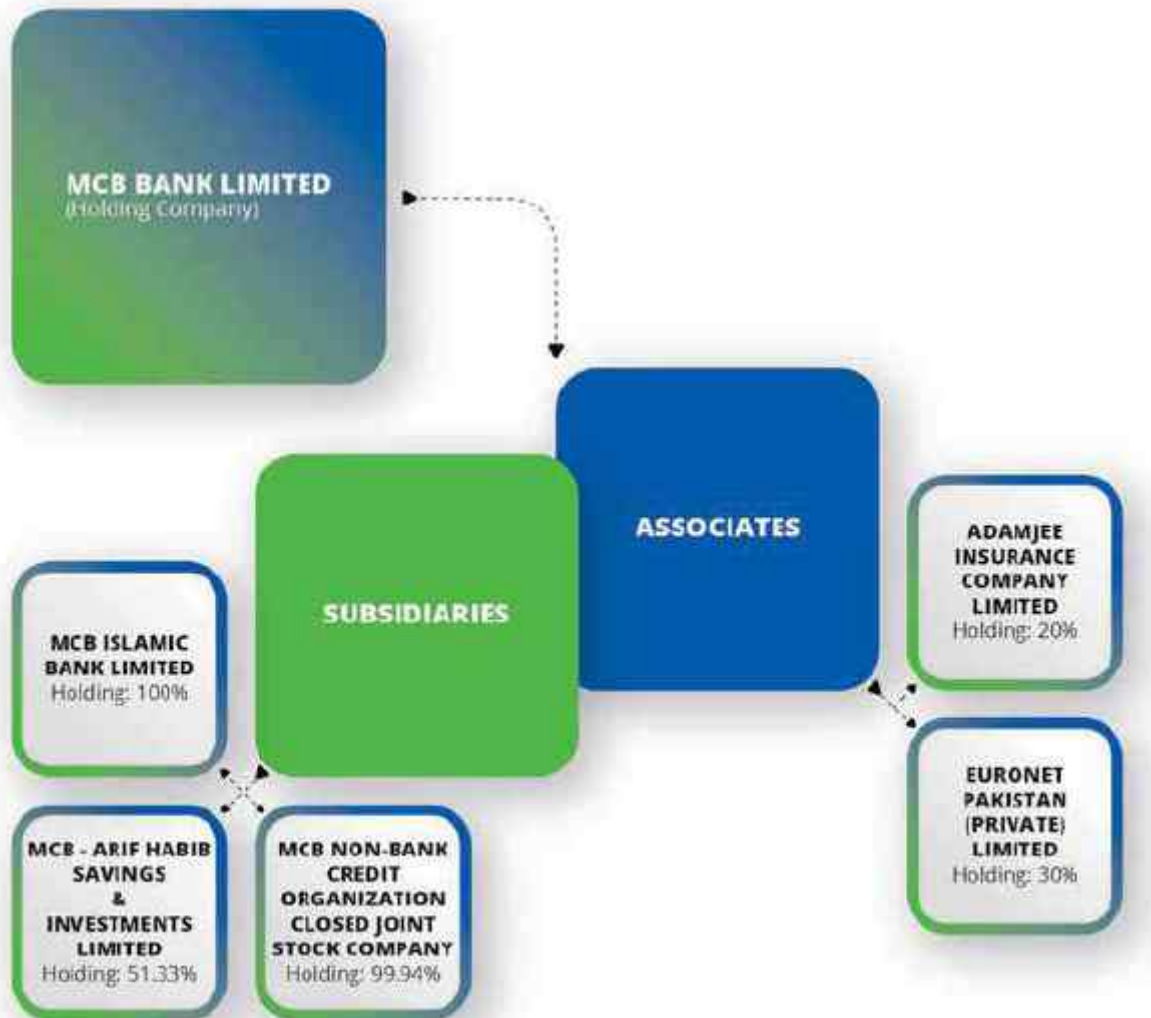 MCB BANK LIMITED
(Holding Company)
ASSOCIATES
SUBSIDIARIES
ADAMJEE
INSURANCE
COMPANY
LIMITED
Holding: 20%
MCB ISLAMIC
BANK LIMITED
Holding: 100%
EURONET
PAKISTAN
(PRIVATE)
LIMITED
Holding: 30%
MCB - ARIF HABIB
SAVINGS
&
INVESTMENTS
LIMITED
Holding: 51.33%
MCB NON-BANK
CREDIT
ORGANIZATION
CLOSED JOINT
STOCK COMPANY
Holding: 99.94%